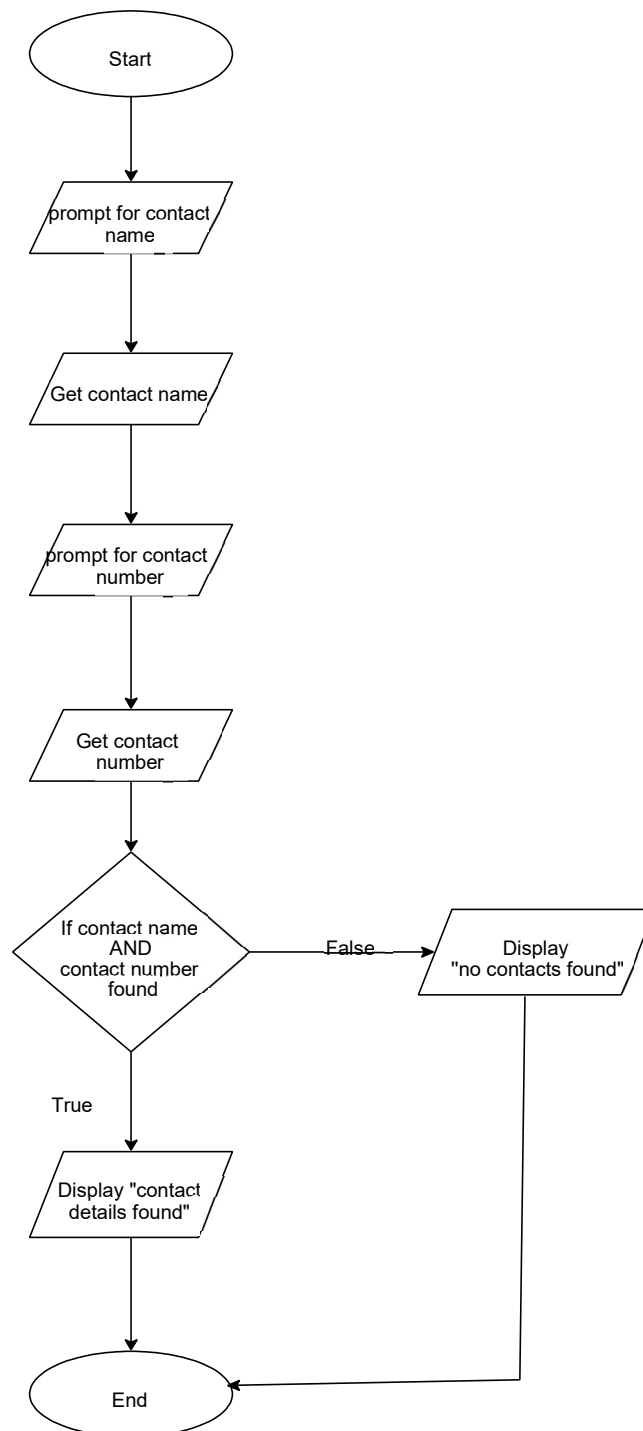 Start
prompt for contact
name
Get contact name
prompt for contact
number
Get contact
number
If contact name
AND
contact number
found
False
Display
"no contacts found"
True
Display "contact
details found"
End